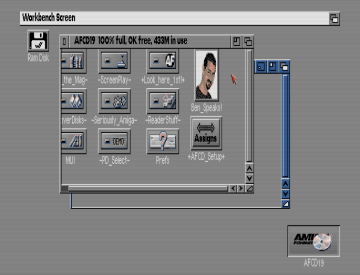 Workbench Screen
AFCD19 100% full, 0K free, 433M in use
Ram Disk
_the_Mag-
-ScreenPlay-
+Look_here_1st!+
Ben_Speaks!
verDisks-
-Seriously_Amiga-
-ReaderStuff-
AF
DEMO
Assigns
MUI
-PD_Select-
Prefs
+AFCD_Setup+
AFCD19